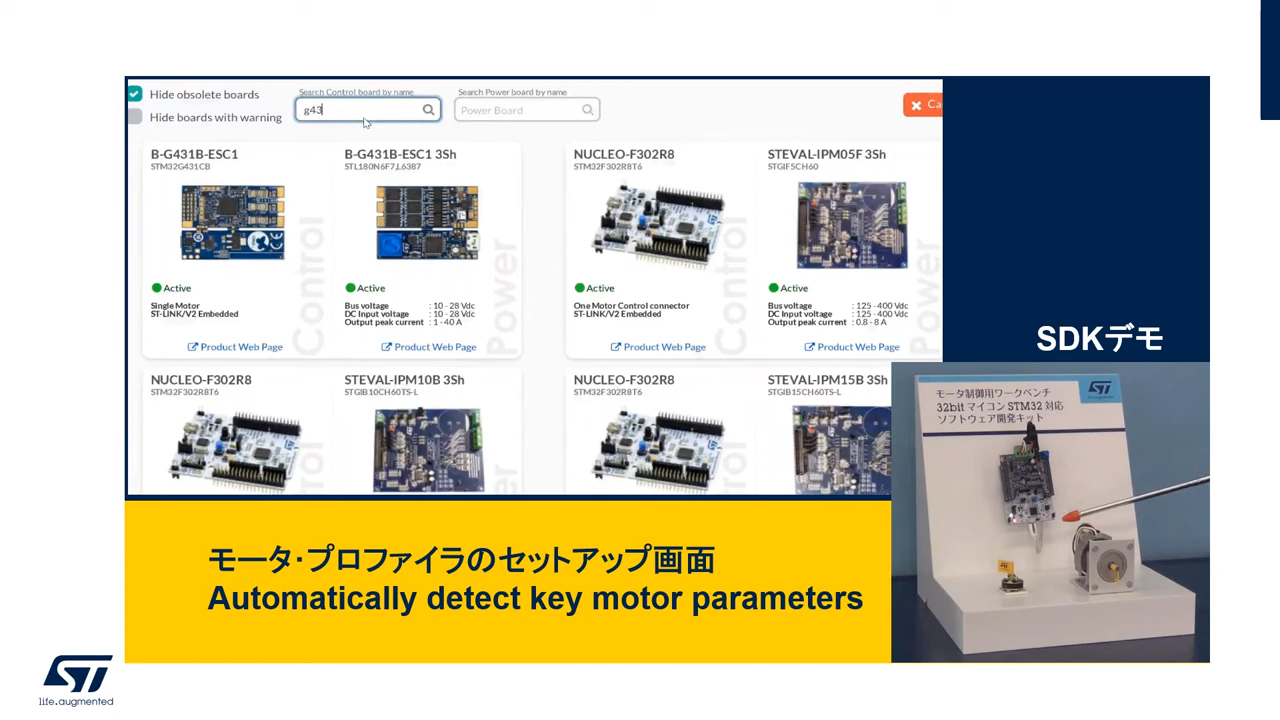 Hide obsolete boards
Hide boards with warning
Search Control board by name
g43
Search Power board by name
Power Board
Ca
B-G431B-ESC1
STM32G431CB
Active
Single Motor
ST-LINK/V2 Embedded
Product Web Page
Control
B-G431B-ESC1 3Sh
STL180N6F7,L6387
Active
Bus voltage : 10 - 28 Vdc
DC Input voltage : 10 - 28 Vdc
Output peak current : 1 - 40 A
Product Web Page
Power
NUCLEO-F302R8
STM32F302R8T6
Active
One Motor Control connector
ST-LINK/V2 Embedded
Product Web Page
Control
STEVAL-IPM05F 3Sh
STGIF5CH60
Active
Bus voltage : 125 - 400 Vdc
DC Input voltage : 125 - 400 Vdc
Output peak current : 0.8 - 8 A
Product Web Page
Power
NUCLEO-F302R8
STM32F302R8T6
STEVAL-IPM10B 3Sh
STGIB10CH60TS-L
NUCLEO-F302R8
STM32F302R8T6
STEVAL-IPM15B 3Sh
STGIB15CH60TS-L
SDKデモ
モータ制御用ワークベンチ
32bitマイコン STM32 対応
ソフトウェア開発キット
ST
モータ・プロファイラのセットアップ画面
Automatically detect key motor parameters
ST
life.augmented